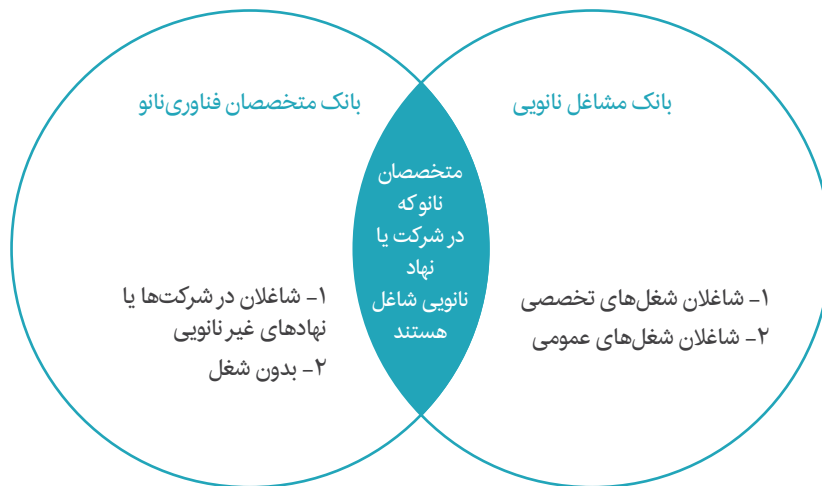 بانک مشاغل نانویی
۱- شاغلان شغل‌های تخصصی
۲- شاغلان شغل‌های عمومی
متخصصان
نانو که
در شرکت یا
نهاد
نانویی شاغل
هستند
بانک متخصصان فناوری‌نانو
۱- شاغلان در شرکت‌ها یا
نهادهای غیر نانویی
۲- بدون شغل